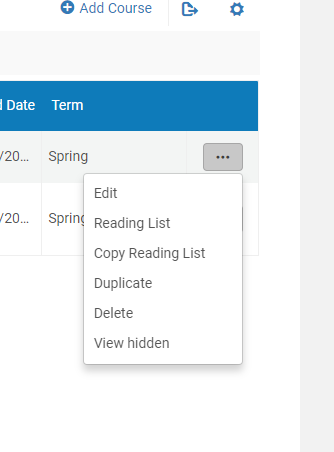 Add Course
d Date Term
/20... Spring ...
Edit
/20... Spring
Reading List
Copy Reading List
Duplicate
Delete
View hidden